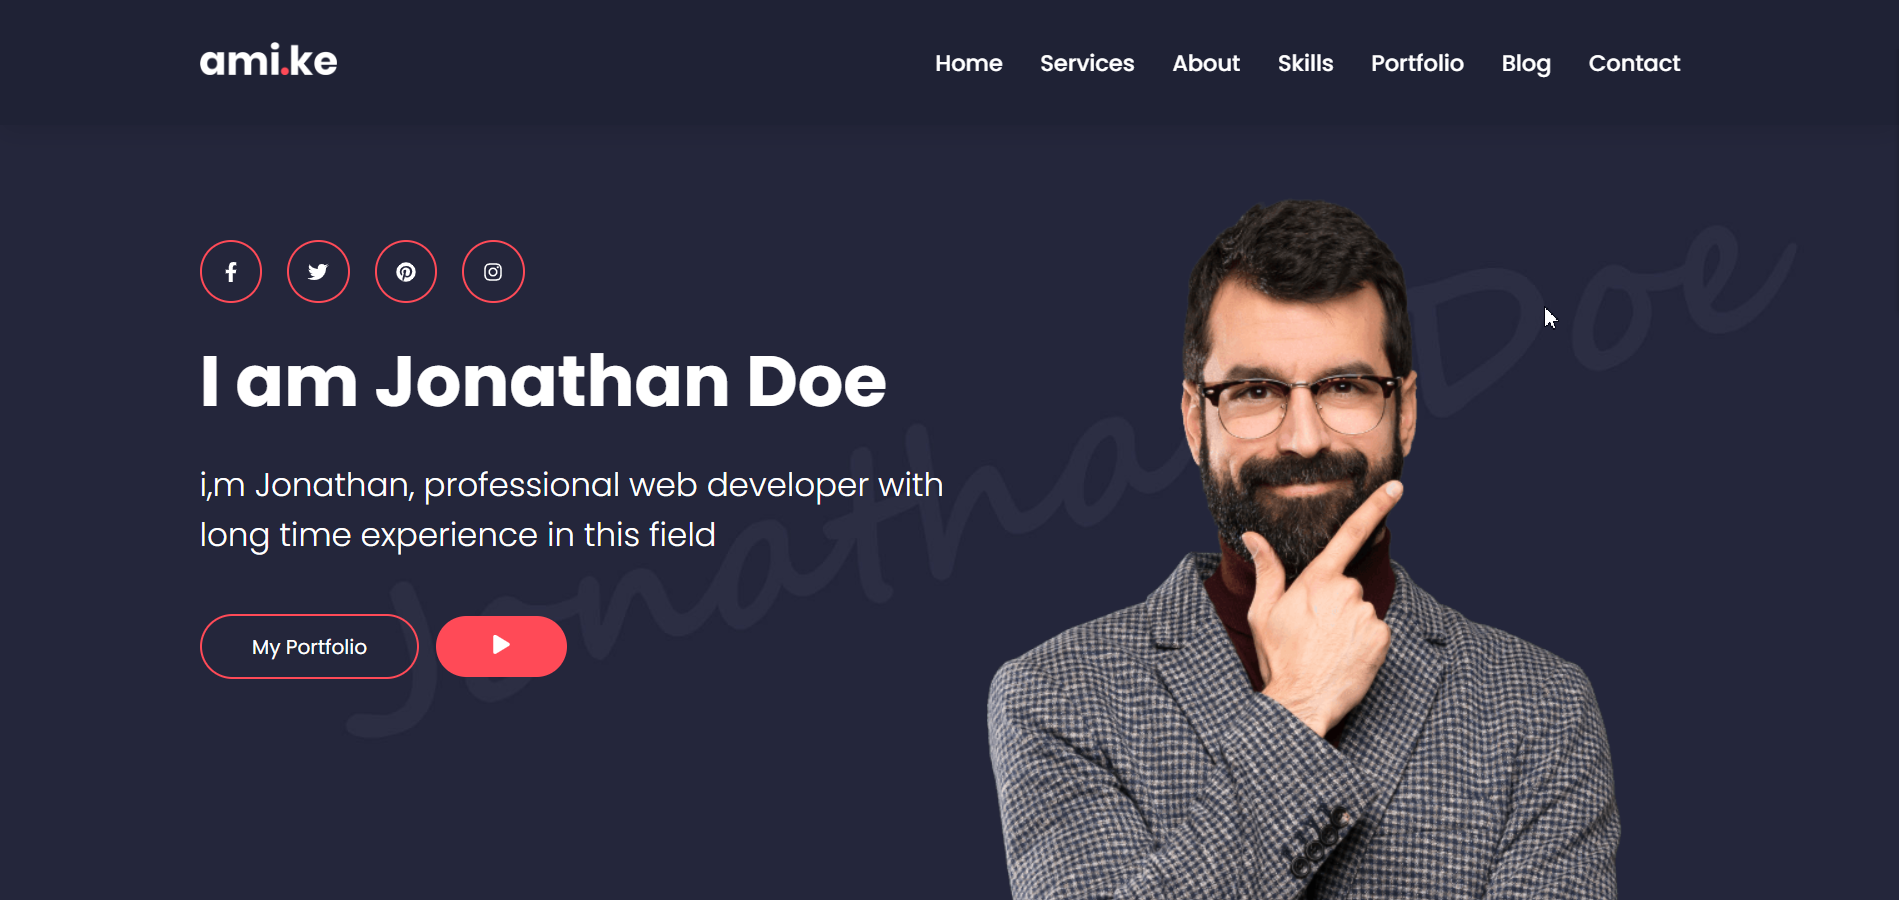 ami.ke
Home Services About Skills Portfolio Blog Contact
I am Jonathan Doe
i,m Jonathan, professional web developer with
long time experience in this field
My Portfolio
Jonatha Doe